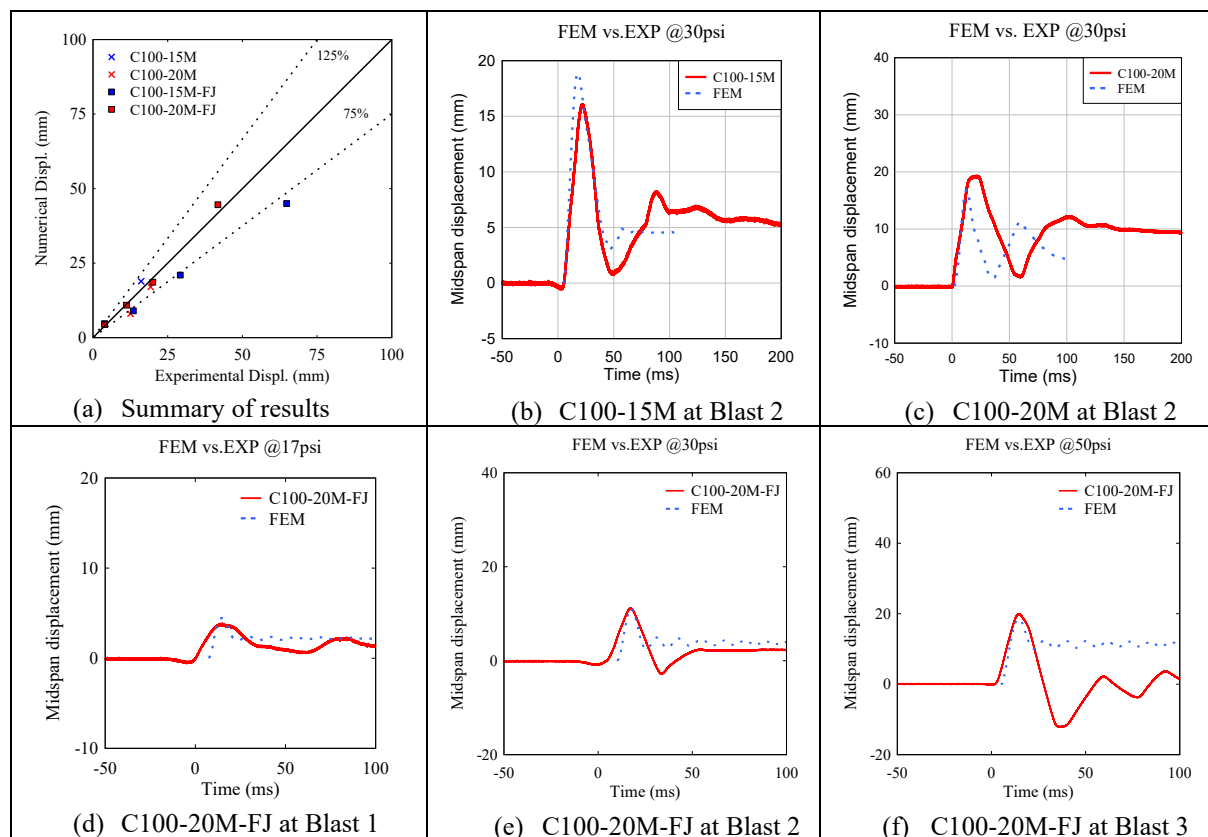 100
75
50
25
0
0
25
50
75
100
Numerical Displ. (mm)
Experimental Displ. (mm)
C100-15M
C100-20M
C100-15M-FJ
C100-20M-FJ
125%
75%
(a) Summary of results
FEM vs.EXP @30psi
20
15
10
5
0
-5
-50
0
50
100
150
200
Midspan displacement (mm)
Time (ms)
C100-15M
FEM
(b) C100-15M at Blast 2
FEM vs. EXP @30psi
40
30
20
10
0
-10
-50
0
50
100
150
200
Midspan displacement (mm)
Time (ms)
C100-20M
FEM
(c) C100-20M at Blast 2
FEM vs.EXP @17psi
20
10
0
-10
-50
0
50
100
Midspan displacement (mm)
Time (ms)
C100-20M-FJ
FEM
(d) C100-20M-FJ at Blast 1
FEM vs.EXP @30psi
40
20
0
-20
-50
0
50
100
Midspan displacement (mm)
Time (ms)
C100-20M-FJ
FEM
(e) C100-20M-FJ at Blast 2
FEM vs.EXP @50psi
60
40
20
0
-20
-50
0
50
100
Midspan displacement (mm)
Time (ms)
C100-20M-FJ
FEM
(f) C100-20M-FJ at Blast 3